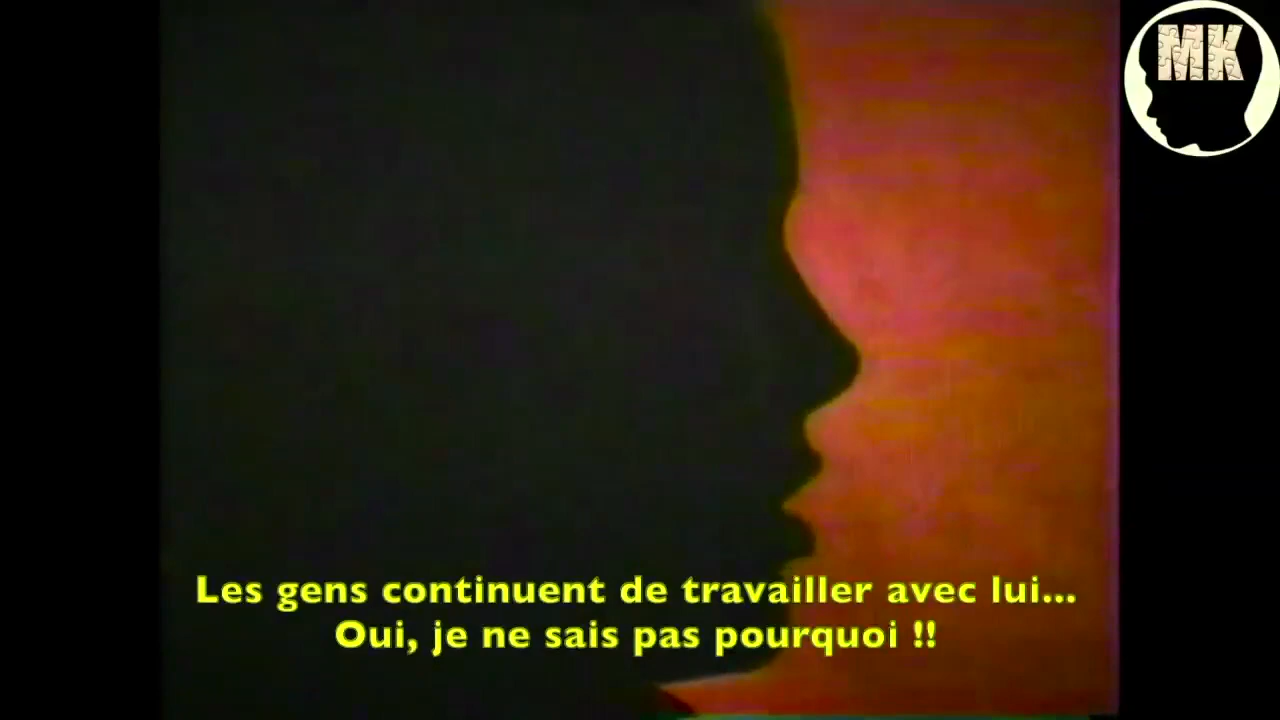 MK
Les gens continuent de travailler avec lui...
Oui, je ne sais pas pourquoi !!